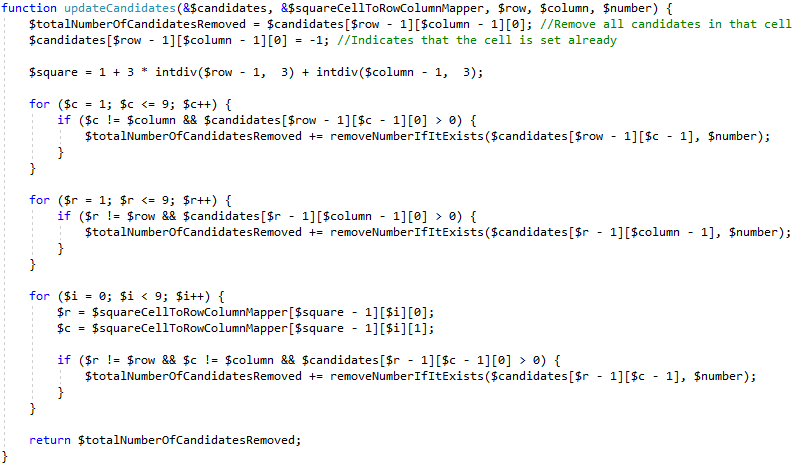 function updateCandidates(&$candidates, &$squareCellToRowColumnMapper, $row, $column, $number) {
    $totalNumberOfCandidatesRemoved = $candidates[$row - 1][$column - 1][0]; //Remove all candidates in that cell
    $candidates[$row - 1][$column - 1][0] = -1; //Indicates that the cell is set already

    $square = 1 + 3 * intdiv($row - 1,  3) + intdiv($column - 1,  3);

    for ($c = 1; $c <= 9; $c++) {
        if ($c != $column && $candidates[$row - 1][$c - 1][0] > 0) {
            $totalNumberOfCandidatesRemoved += removeNumberIfItExists($candidates[$row - 1][$c - 1], $number);
        }
    }

    for ($r = 1; $r <= 9; $r++) {
        if ($r != $row && $candidates[$r - 1][$column - 1][0] > 0) {
            $totalNumberOfCandidatesRemoved += removeNumberIfItExists($candidates[$r - 1][$column - 1], $number);
        }
    }

    for ($i = 0; $i < 9; $i++) {
        $r = $squareCellToRowColumnMapper[$square - 1][$i][0];
        $c = $squareCellToRowColumnMapper[$square - 1][$i][1];

        if ($r != $row && $c != $column && $candidates[$r - 1][$c - 1][0] > 0) {
            $totalNumberOfCandidatesRemoved += removeNumberIfItExists($candidates[$r - 1][$c - 1], $number);
        }
    }

    return $totalNumberOfCandidatesRemoved;
}